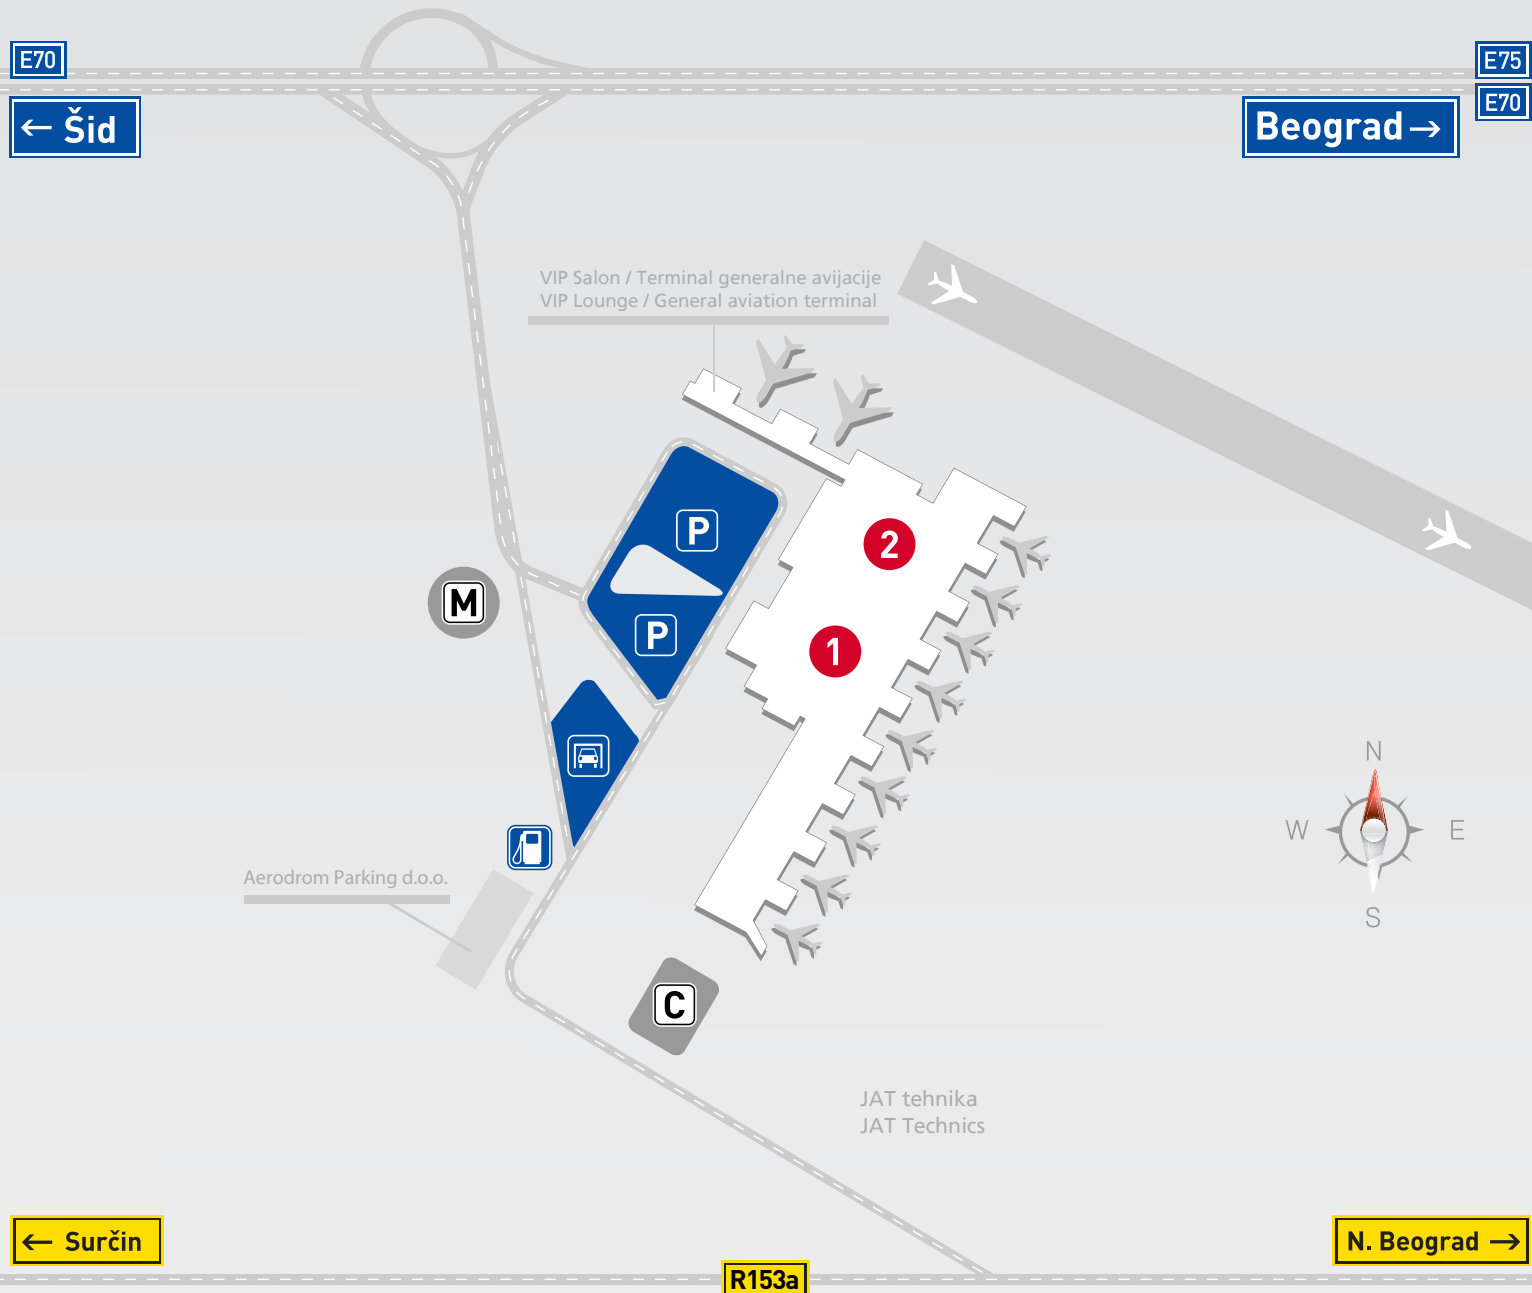 E70
E75
E70
← Šid
Beograd →
VIP Salon / Terminal generalne avijacije
VIP Lounge / General aviation terminal
P
2
M
P
1
N
W
E
S
Aerodrom Parking d.o.o.
C
JAT tehnika
JAT Technics
← Surčin
N. Beograd →
R153a